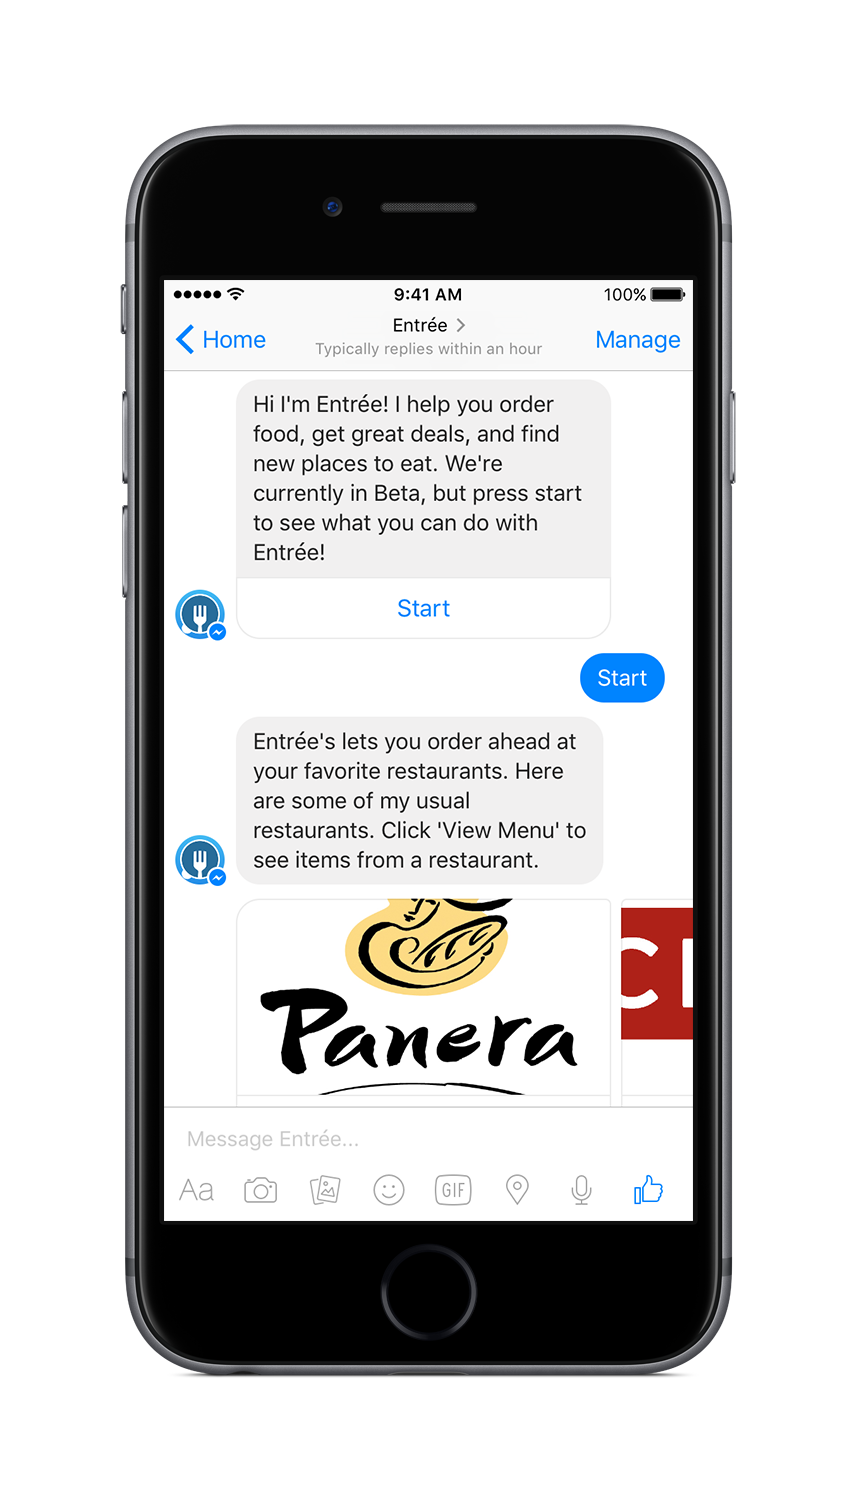 9:41 AM
100%
Home
Entrée
Typically replies within an hour
Manage
Hi I'm Entrée! I help you order
food, get great deals, and find
new places to eat. We're
currently in Beta, but press start
to see what you can do with
Entrée!
Start
Start
Entrée's lets you order ahead at
your favorite restaurants. Here
are some of my usual
restaurants. Click 'View Menu' to
see items from a restaurant.
Panera
Message Entrée...
Aa
GIF